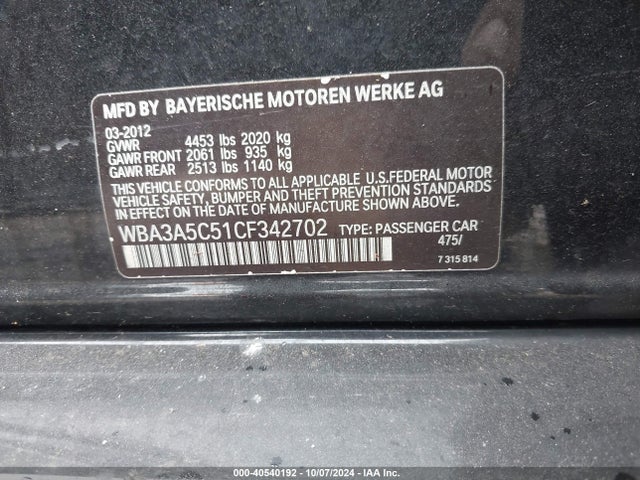 MFD BY BAYERISCHE MOTOREN WERKE AG
03-2012
GVWR 4453 lbs 2020 kg
GAWR FRONT 2061 lbs 935 kg
GAWR REAR 2513 lbs 1140 kg
THIS VEHICLE CONFORMS TO ALL APPLICABLE U.S.FEDERAL MOTOR
VEHICLE SAFETY, BUMPER AND THEFT PREVENTION STANDARDS
IN EFFECT ON THE DATE OF MANUFACTURE SHOWN ABOVE.
WBA3A5C51CF342702 TYPE: PASSENGER CAR
475/
7 315 814
000-40540192 - 10/07/2024 - IAA Inc.